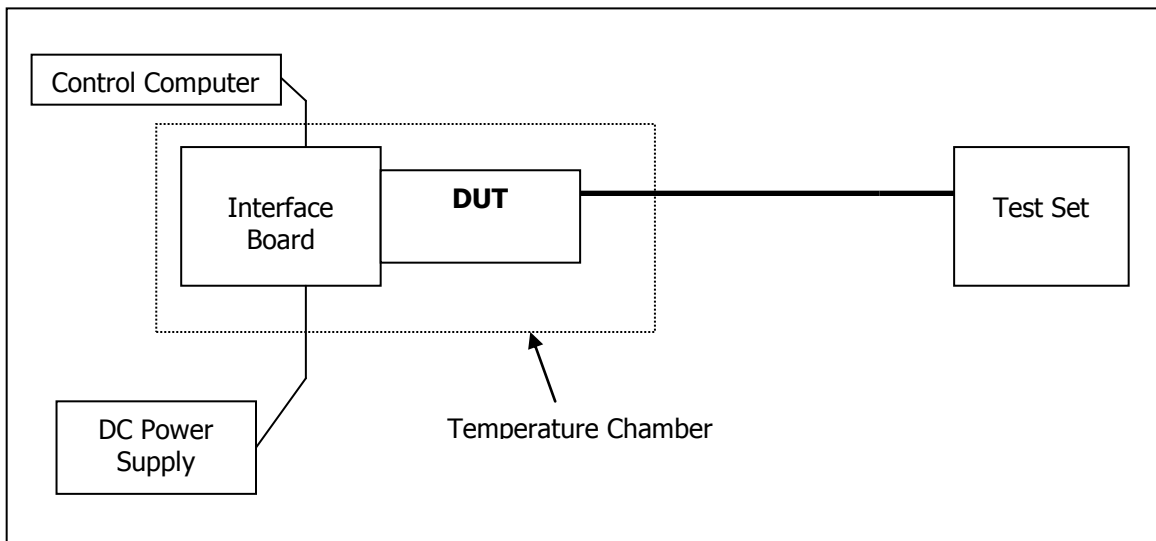 Control Computer
Interface
Board
DUT
Test Set
Temperature Chamber
DC Power
Supply